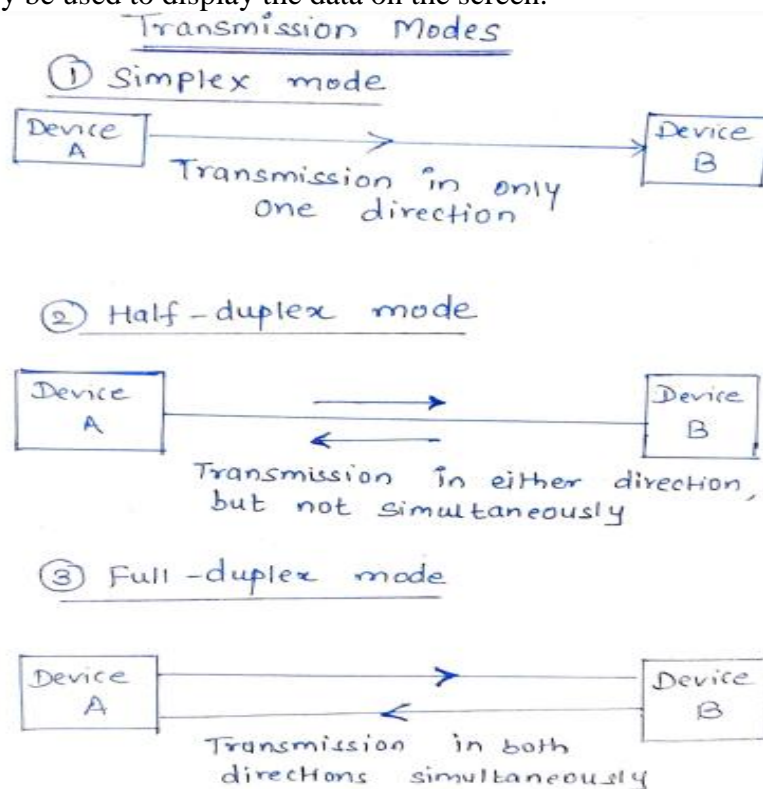 y be used to display the data on the screen.
Transmission Modes
① Simplex mode
Device A
Device B
Transmission in only
one direction
② Half-duplex mode
Device A
Device B
Transmission in either direction,
but not simultaneously
③ Full-duplex mode
Device A
Device B
Transmission in both
directions simultaneously